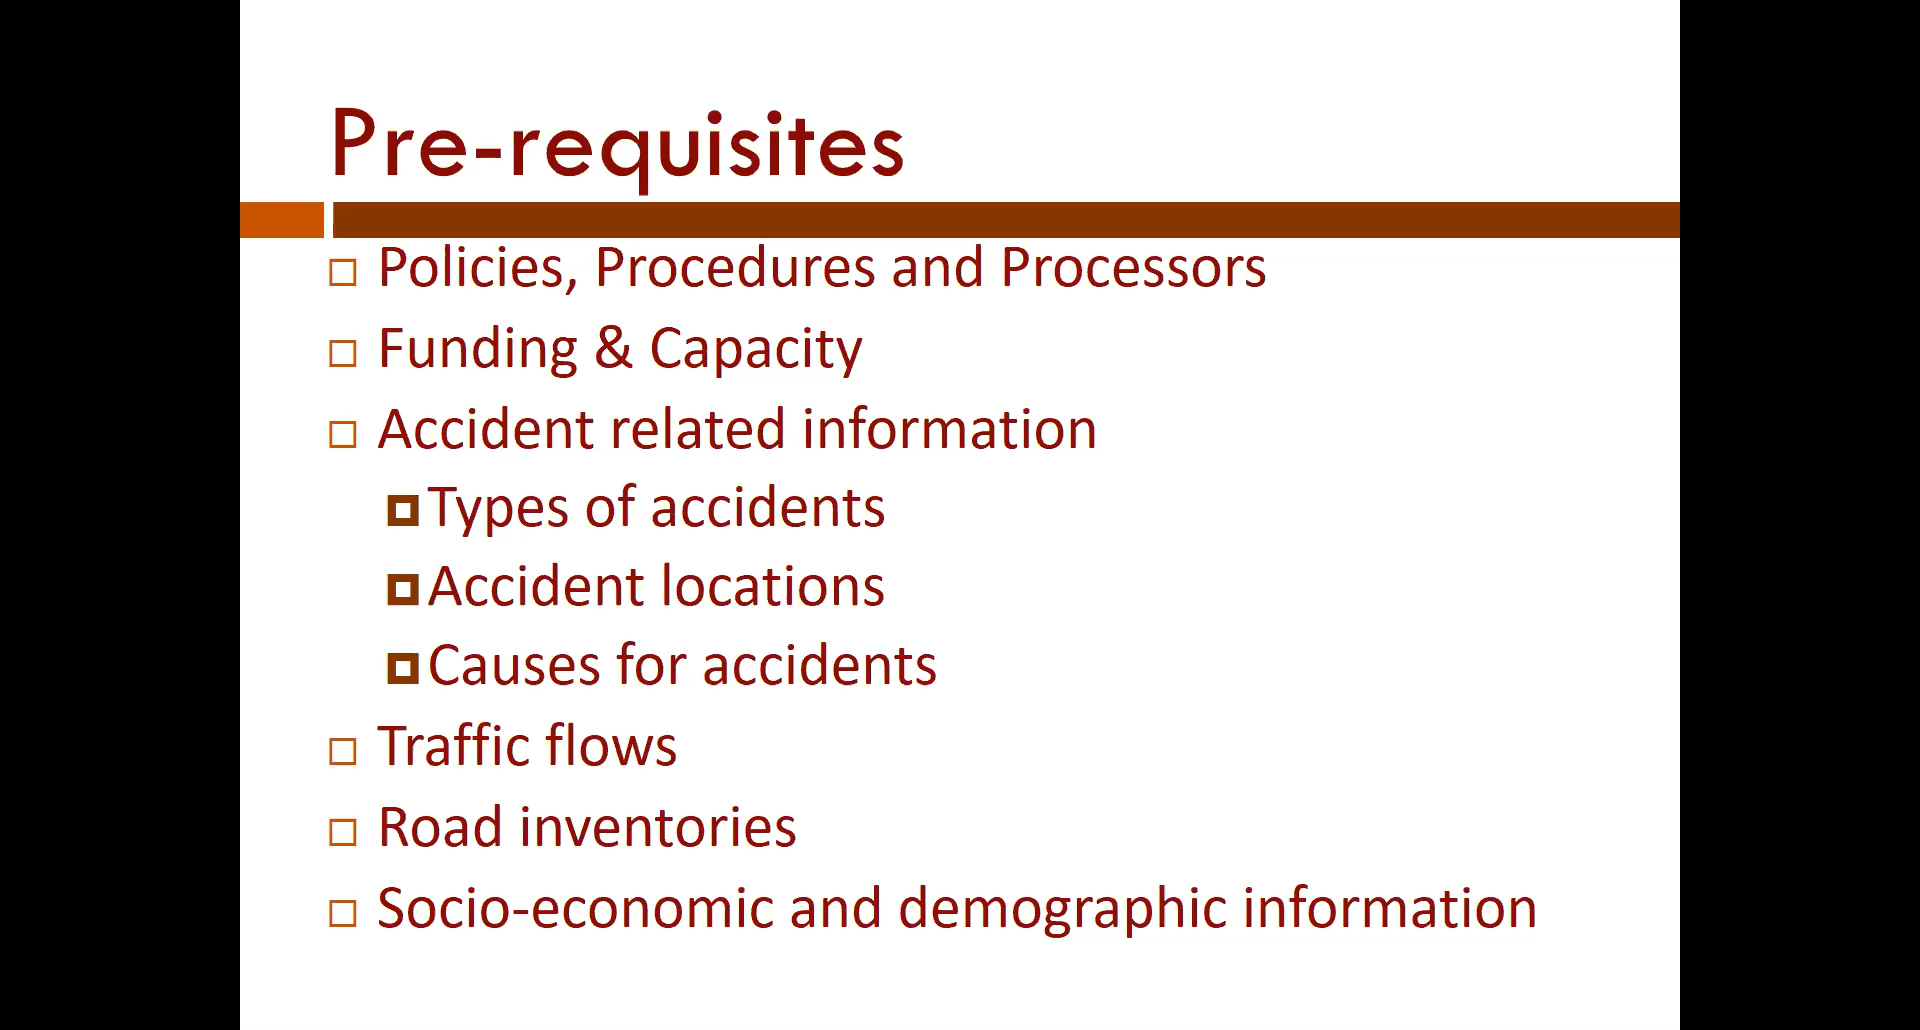 Pre-requisites
Policies, Procedures and Processors
Funding & Capacity
Accident related information
Types of accidents
Accident locations
Causes for accidents
Traffic flows
Road inventories
Socio-economic and demographic information